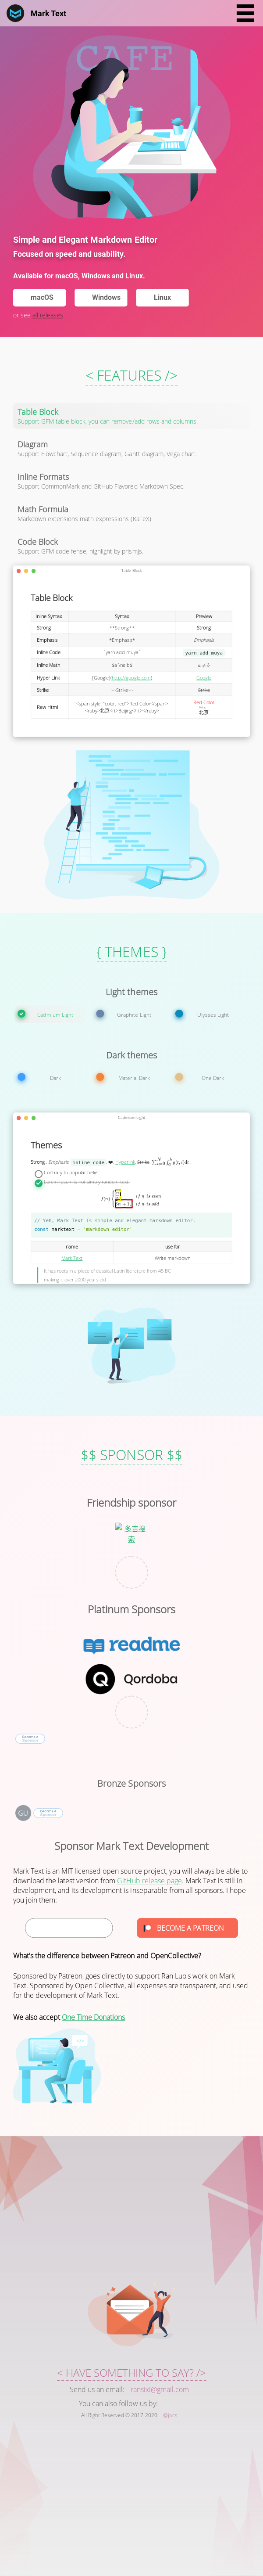 Mark Text
CAFE
Simple and Elegant Markdown Editor
Focused on speed and usability.
Available for macOS, Windows and Linux.
macOS
Windows
Linux
or see all releases
< FEATURES />
Table Block
Support GFM table block, you can remove/add rows and columns.
Diagram
Support Flowchart, Sequence diagram, Gantt diagram, Vega chart.
Inline Formats
Support CommonMark and GitHub Flavored Markdown Spec.
Math Formula
Markdown extensions math expressions (KaTeX)
Code Block
Support GFM code fense, highlight by prismjs.
Table Block
Table Block
Inline Syntax Syntax Preview
Strong **Strong** Strong
Emphasis *Emphasis* Emphasis
Inline Code `yarn add muya` yarn add muya
Inline Math $a \ne b$ a ≠ b
Hyper Link [Google](https://google.com) Google
Strike ~~Strike~~ Strike
Raw Html <span style="color: red">Red Color</span> Red Color
<ruby>北京<rt>Beijing</rt></ruby> 北京
{ THEMES }
Light themes
Cadmium Light
Graphite Light
Ulysses Light
Dark themes
Dark
Material Dark
One Dark
Cadmium Light
Themes
Strong , Emphasis, inline code, ❤️, Hyperlink, Strike,
Contrary to popular belief.
Lorem Ipsum is not simply random text.
if n is even
if n is odd
// Yeh, Mark Text is simple and elegant markdown editor.
const marktext = 'markdown editor'
name use for
Mark Text Write markdown
It has roots in a piece of classical Latin literature from 45 BC
making it over 2000 years old.
$$ SPONSOR $$
Friendship sponsor
多吉搜
索
Platinum Sponsors
readme
Qordoba
Become a
Bronze Sponsors
GU
Become a
Sponsor Mark Text Development
Mark Text is an MIT licensed open source project, you will always be able to
download the latest version from GitHub release page. Mark Text is still in
development, and its development is inseparable from all sponsors. I hope
you join them:
BECOME A PATREON
What's the difference between Patreon and OpenCollective?
Sponsored by Patreon, goes directly to support Ran Luo's work on Mark
Text. Sponsored by Open Collective, all expenses are transparent, and used
for the development of Mark Text.
We also accept One Time Donations
< HAVE SOMETHING TO SAY? />
Send us an email: ransixi@gmail.com
You can also follow us by:
All Right Reserved © 2017-2020 @Jocs